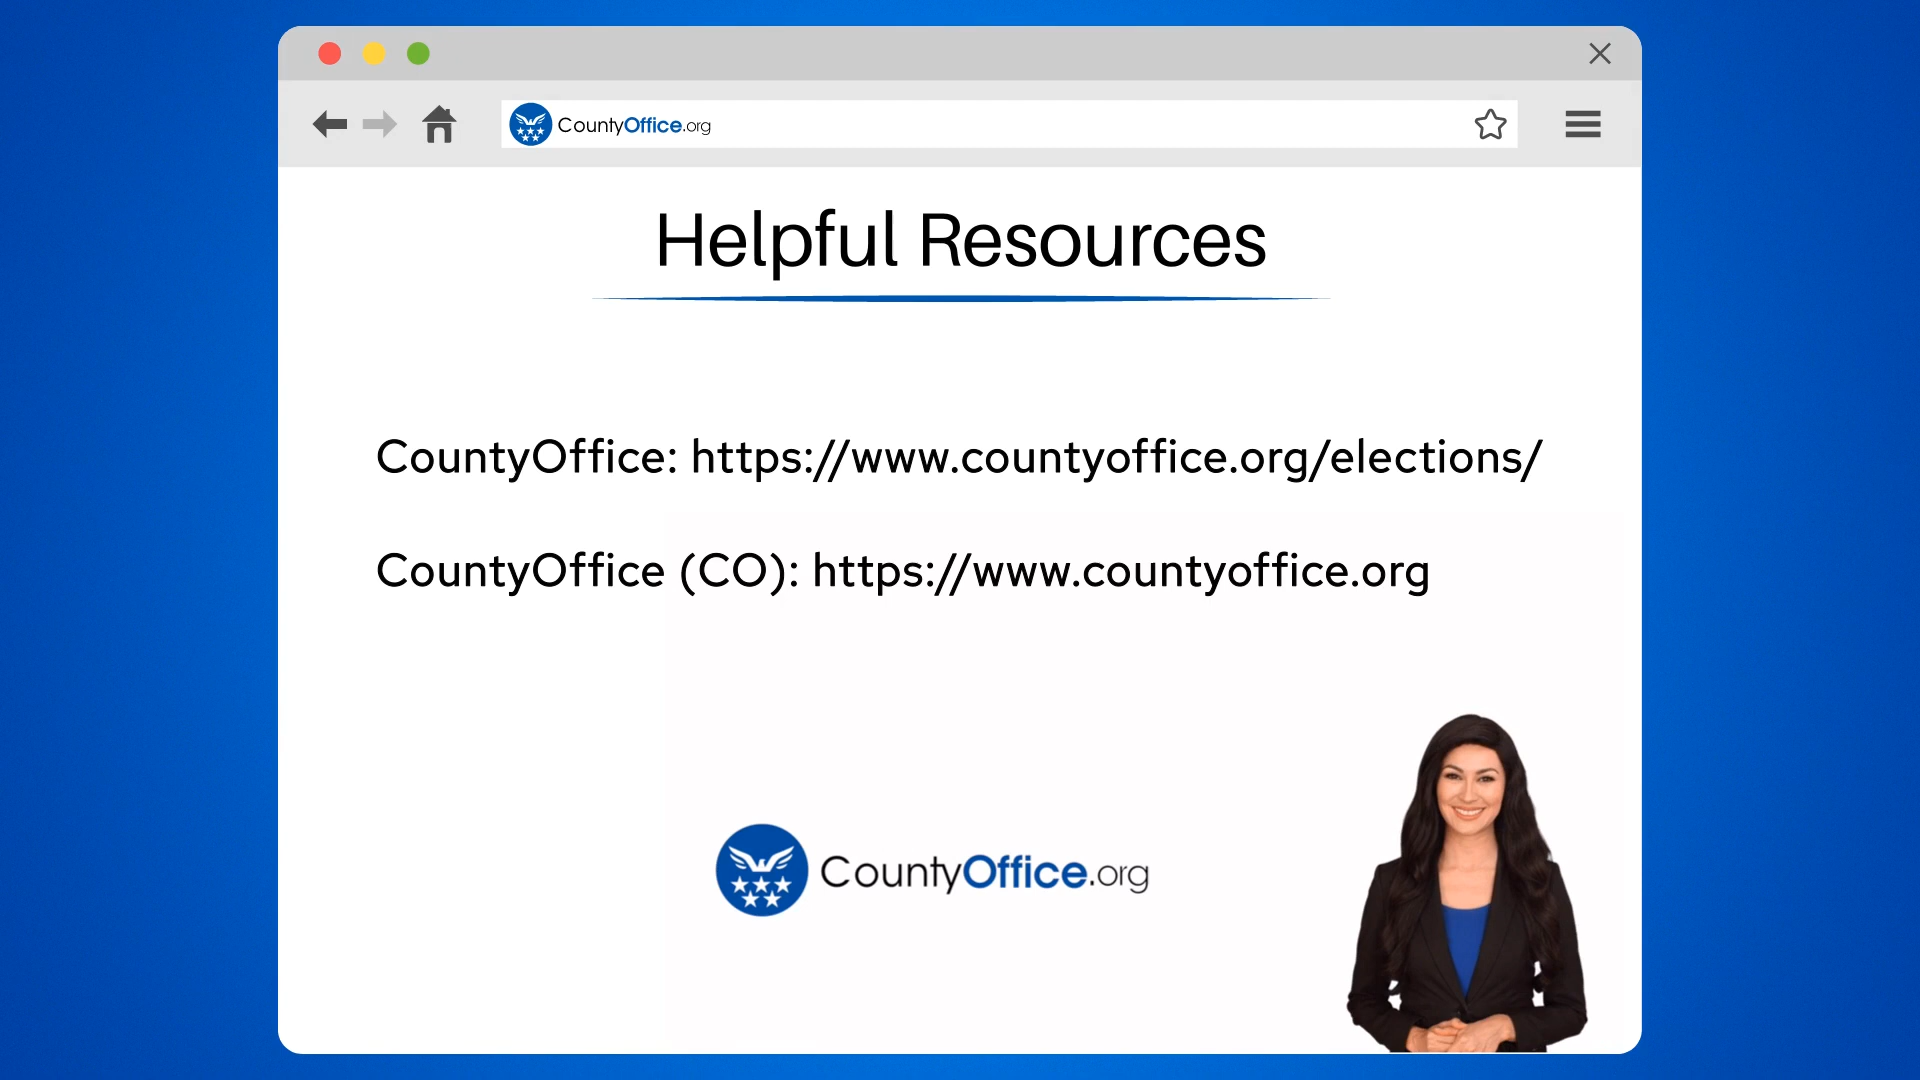 CountyOffice.org
Helpful Resources
CountyOffice: https://www.countyoffice.org/elections/
CountyOffice (CO): https://www.countyoffice.org
CountyOffice.org